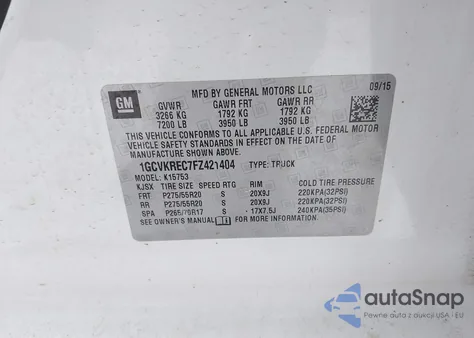 GM
MFD BY GENERAL MOTORS LLC
09/15
GVWR GAWR FRT GAWR RR
3266 KG 1792 KG 1792 KG
7200 LB 3950 LB 3950 LB
THIS VEHICLE CONFORMS TO ALL APPLICABLE U.S. FEDERAL MOTOR
VEHICLE SAFETY STANDARDS IN EFFECT ON THE DATE OF
MANUFACTURE SHOWN ABOVE.
1GCVKREC7FZ421404 TYPE: TRUCK
MODEL: K15753
KJSX TIRE SIZE SPEED RTG RIM COLD TIRE PRESSURE
FRT P275/55R20 S 20X9J 220KPA(32PSI)
RR P275/55R20 S 20X9J 220KPA(32PSI)
SPA P265/70R17 S 17X7.5J 240KPA(35PSI)
SEE OWNER'S MANUAL
autoSnap
Pewne auta z USA i EU